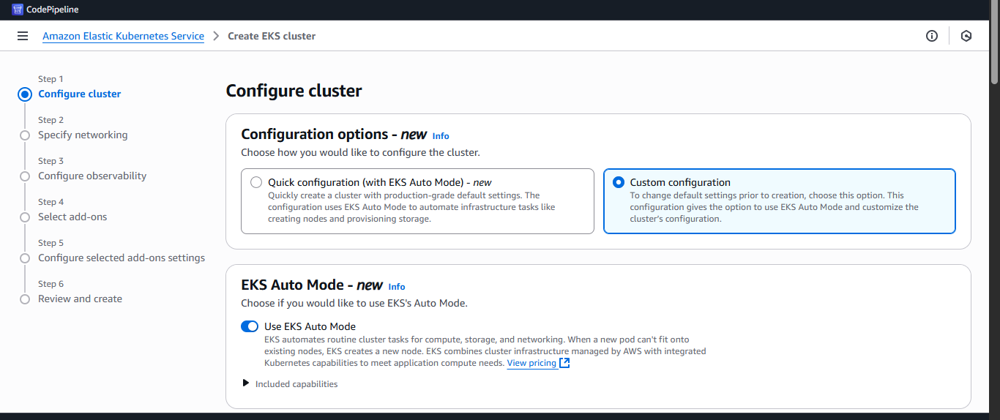 CodePipeline
Amazon Elastic Kubernetes Service > Create EKS cluster
Step 1
Configure cluster
Step 2
Specify networking
Step 3
Configure observability
Step 4
Select add-ons
Step 5
Configure selected add-ons settings
Step 6
Review and create
Configure cluster
Configuration options - new Info
Choose how you would like to configure the cluster.
Quick configuration (with EKS Auto Mode) - new
Quickly create a cluster with production-grade default settings. The
configuration uses EKS Auto Mode to automate infrastructure tasks like
creating nodes and provisioning storage.
Custom configuration
To change default settings prior to creation, choose this option. This
configuration gives the option to use EKS Auto Mode and customize the
cluster's configuration.
EKS Auto Mode - new Info
Choose if you would like to use EKS's Auto Mode.
Use EKS Auto Mode
EKS automates routine cluster tasks for compute, storage, and networking. When a new pod can't fit onto
existing nodes, EKS creates a new node. EKS combines cluster infrastructure managed by AWS with integrated
Kubernetes capabilities to meet application compute needs. View pricing
Included capabilities